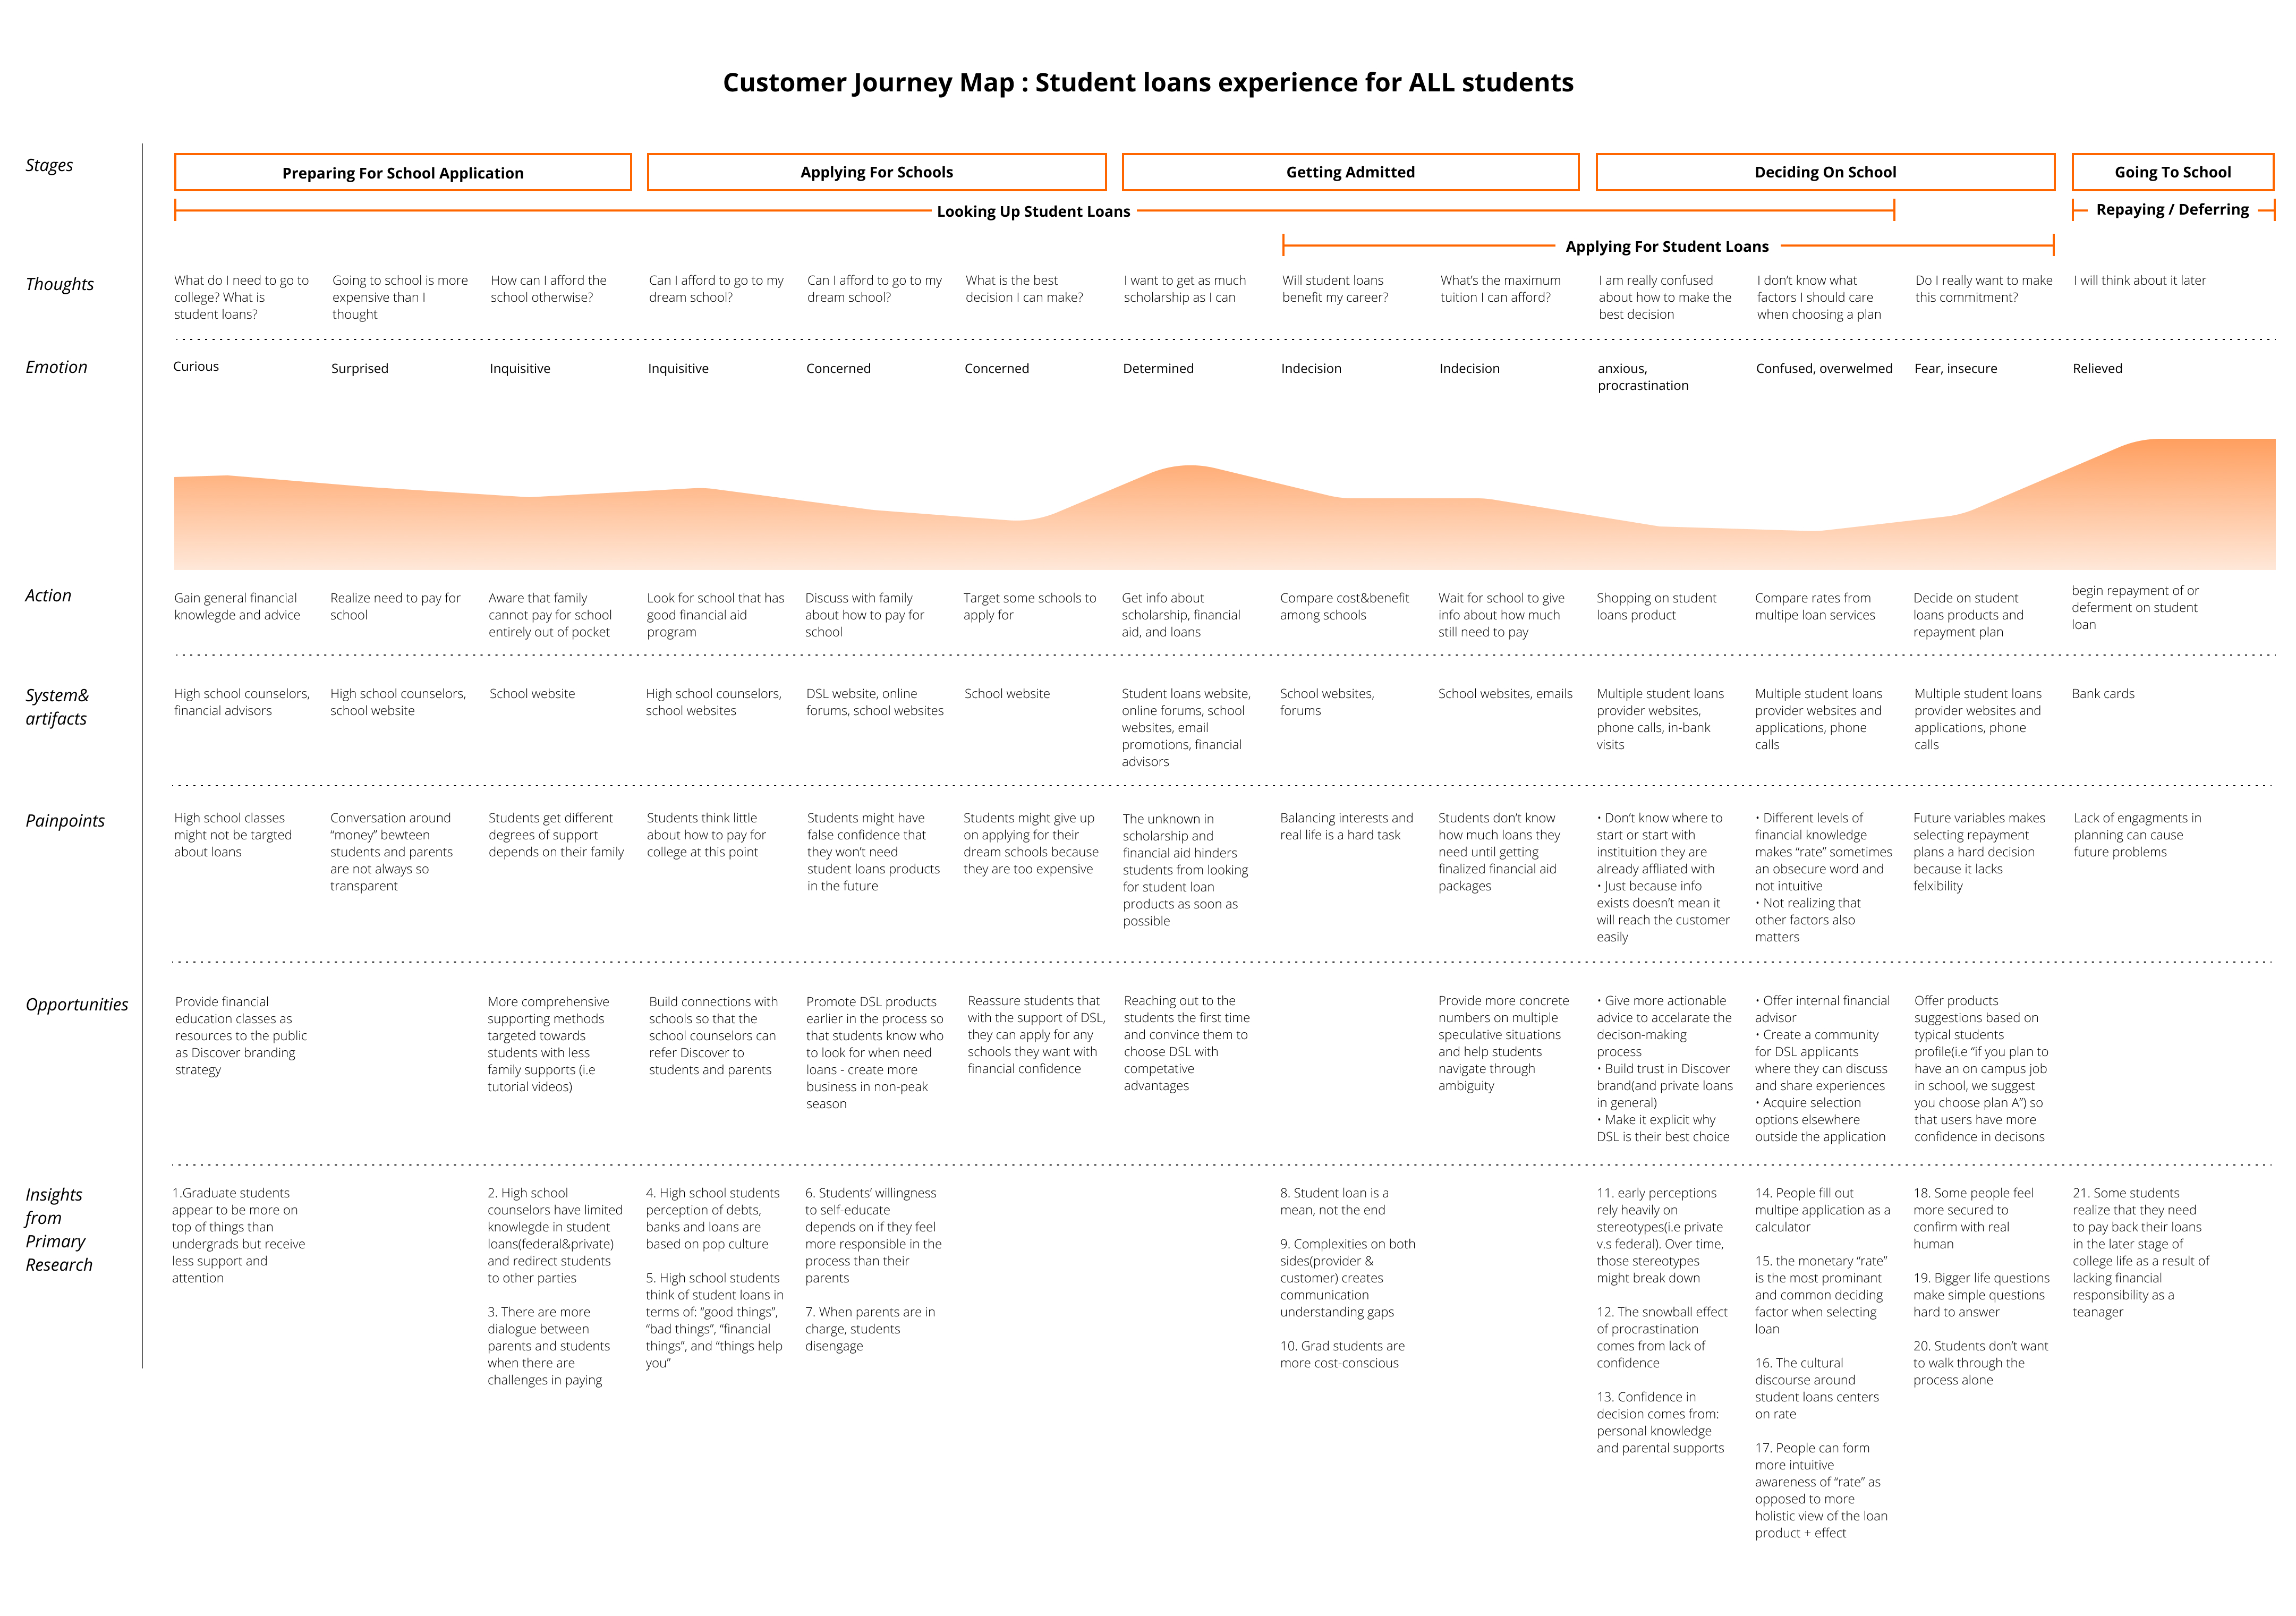 Customer Journey Map : Student loans experience for ALL students
Stages
Preparing For School Application
Applying For Schools
Getting Admitted
Deciding On School
Going To School
Looking Up Student Loans
Repaying / Deferring
Applying For Student Loans
Thoughts
What do I need to go to
college? What is
student loans?
Going to school is more
expensive than I
thought
How can I afford the
school otherwise?
Can I afford to go to my
dream school?
Can I afford to go to my
dream school?
What is the best
decision I can make?
I want to get as much
scholarship as I can
Will student loans
benefit my career?
What’s the maximum
tuition I can afford?
I am really confused
about how to make the
best decision
I don’t know what
factors I should care
when choosing a plan
Do I really want to make
this commitment?
I will think about it later
Emotion
Curious
Surprised
Inquisitive
Inquisitive
Concerned
Concerned
Determined
Indecision
Indecision
anxious,
procrastination
Confused, overwelmed
Fear, insecure
Relieved
Action
Gain general financial
knowlegde and advice
Realize need to pay for
school
Aware that family
cannot pay for school
entirely out of pocket
Look for school that has
good financial aid
program
Discuss with family
about how to pay for
school
Target some schools to
apply for
Get info about
scholarship, financial
aid, and loans
Compare cost&benefit
among schools
Wait for school to give
info about how much
still need to pay
Shopping on student
loans product
Compare rates from
multipe loan services
Decide on student
loans products and
repayment plan
begin repayment of or
deferment on student
loan
System&
artifacts
High school counselors,
financial advisors
High school counselors,
school website
School website
High school counselors,
school websites
DSL website, online
forums, school websites
School website
Student loans website,
online forums, school
websites, email
promotions, financial
advisors
School websites,
forums
School websites, emails
Multiple student loans
provider websites,
phone calls, in-bank
visits
Multiple student loans
provider websites and
applications, phone
calls
Multiple student loans
provider websites and
applications, phone
calls
Bank cards
Painpoints
High school classes
might not be targted
about loans
Conversation around
“money” bewteen
students and parents
are not always so
transparent
Students get different
degrees of support
depends on their family
Students think little
about how to pay for
college at this point
Students might have
false confidence that
they won’t need
student loans products
in the future
Students might give up
on applying for their
dream schools because
they are too expensive
The unknown in
scholarship and
financial aid hinders
students from looking
for student loan
products as soon as
possible
Balancing interests and
real life is a hard task
Students don’t know
how much loans they
need until getting
finalized financial aid
packages
• Don’t know where to
start or start with
instituition they are
already affliated with
• Just because info
exists doesn’t mean it
will reach the customer
easily
• Different levels of
financial knowledge
makes “rate” sometimes
an obsecure word and
not intuitive
• Not realizing that
other factors also
matters
Future variables makes
selecting repayment
plans a hard decision
because it lacks
felxibility
Lack of engagments in
planning can cause
future problems
Opportunities
Provide financial
education classes as
resources to the public
as Discover branding
strategy
More comprehensive
supporting methods
targeted towards
students with less
family supports (i.e
tutorial videos)
Build connections with
schools so that the
school counselors can
refer Discover to
students and parents
Promote DSL products
earlier in the process so
that students know who
to look for when need
loans - create more
business in non-peak
season
Reassure students that
with the support of DSL,
they can apply for any
schools they want with
financial confidence
Reaching out to the
students the first time
and convince them to
choose DSL with
competative
advantages
Provide more concrete
numbers on multiple
speculative situations
and help students
navigate through
ambiguity
• Give more actionable
advice to accelarate the
decison-making
process
• Build trust in Discover
brand(and private loans
in general)
• Make it explicit why
DSL is their best choice
• Offer internal financial
advisor
• Create a community
for DSL applicants
where they can discuss
and share experiences
• Acquire selection
options elsewhere
outside the application
Offer products
suggestions based on
typical students
profile(i.e “if you plan to
have an on campus job
in school, we suggest
you choose plan A”) so
that users have more
confidence in decisons
Insights
from
Primary
Research
1.Graduate students
appear to be more on
top of things than
undergrads but receive
less support and
attention
2. High school
counselors have limited
knowlegde in student
loans(federal&private)
and redirect students
to other parties
3. There are more
dialogue between
parents and students
when there are
challenges in paying
4. High school students
perception of debts,
banks and loans are
based on pop culture
5. High school students
think of student loans in
terms of: “good things”,
“bad things”, “financial
things”, and “things help
you”
6. Students’ willingness
to self-educate
depends on if they feel
more responsible in the
process than their
parents
7. When parents are in
charge, students
disengage
8. Student loan is a
mean, not the end
9. Complexities on both
sides(provider &
customer) creates
communication
understanding gaps
10. Grad students are
more cost-conscious
11. early perceptions
rely heavily on
stereotypes(i.e private
v.s federal). Over time,
those stereotypes
might break down
12. The snowball effect
of procrastination
comes from lack of
confidence
13. Confidence in
decision comes from:
personal knowledge
and parental supports
14. People fill out
multipe application as a
calculator
15. the monetary “rate”
is the most prominant
and common deciding
factor when selecting
loan
16. The cultural
discourse around
student loans centers
on rate
17. People can form
more intuitive
awareness of “rate” as
opposed to more
holistic view of the loan
product + effect
18. Some people feel
more secured to
confirm with real
human
19. Bigger life questions
make simple questions
hard to answer
20. Students don’t want
to walk through the
process alone
21. Some students
realize that they need
to pay back their loans
in the later stage of
college life as a result of
lacking financial
responsibility as a
teanager